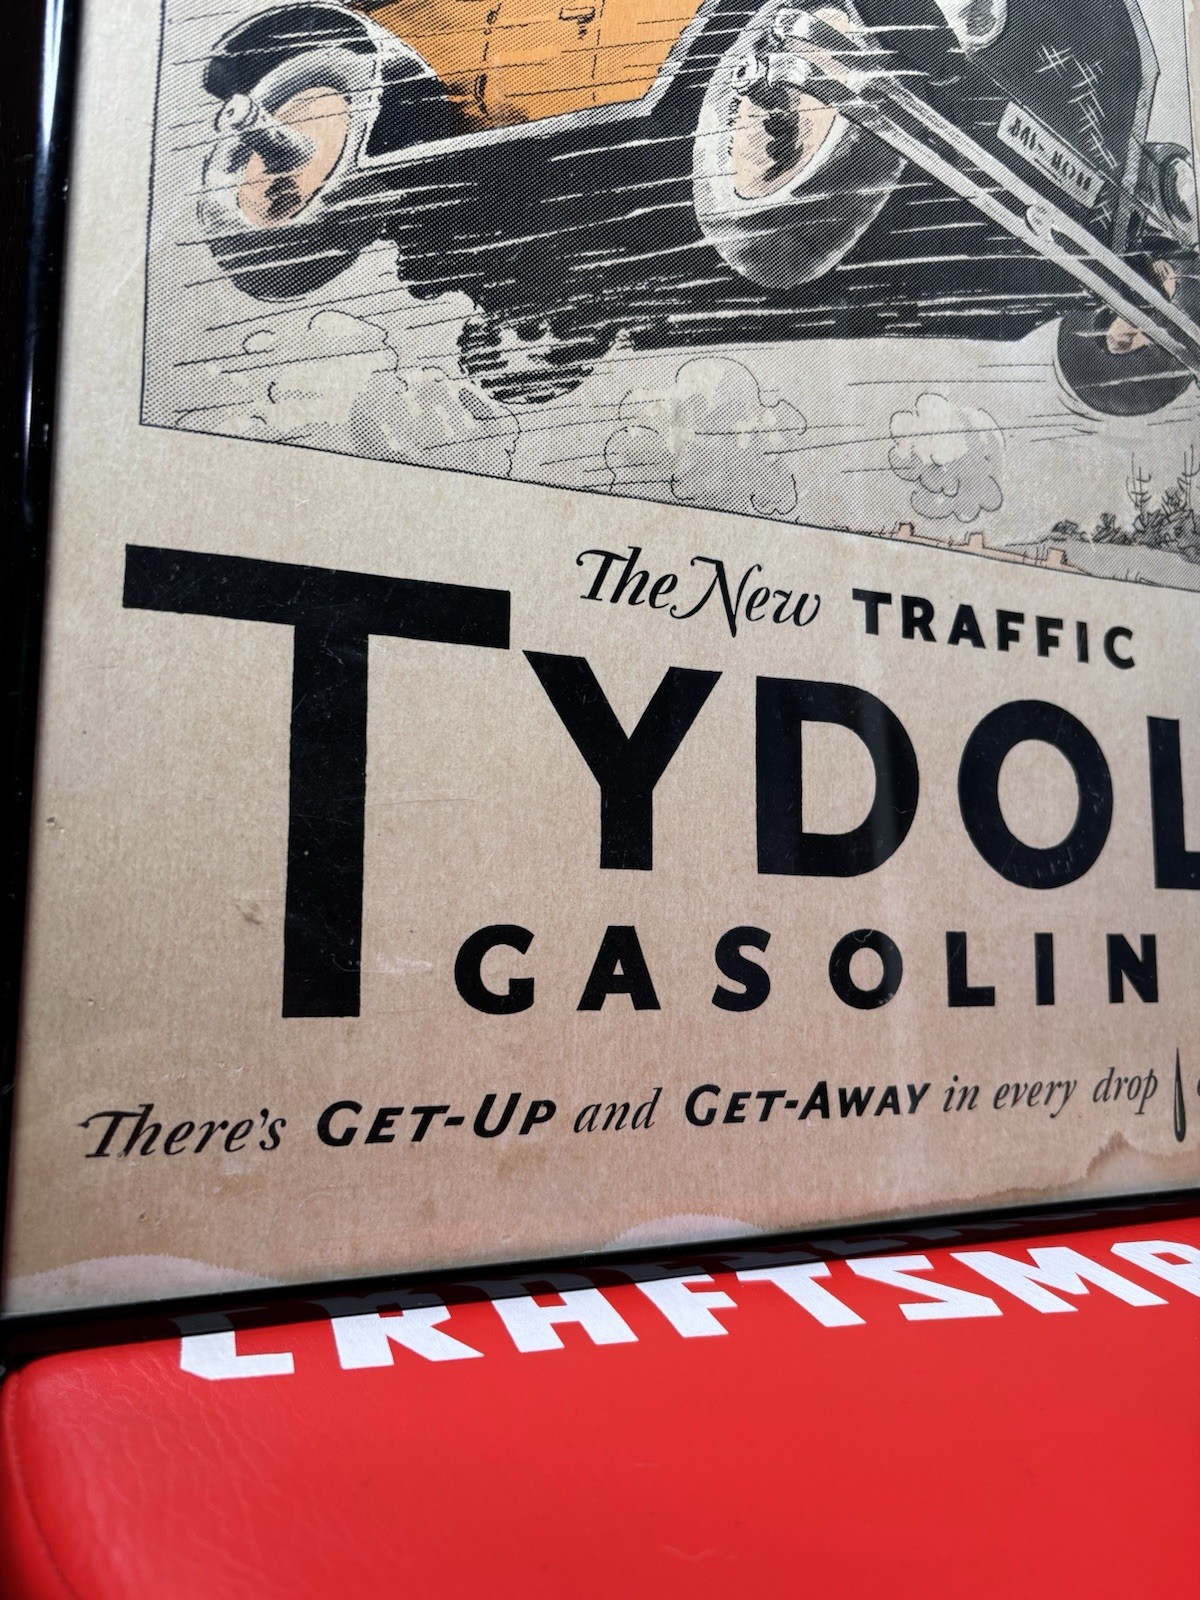 The New TRAFFIC
TYDOL
GASOLIN
There's GET-UP and GET-AWAY in every drop
CRAFTSMA